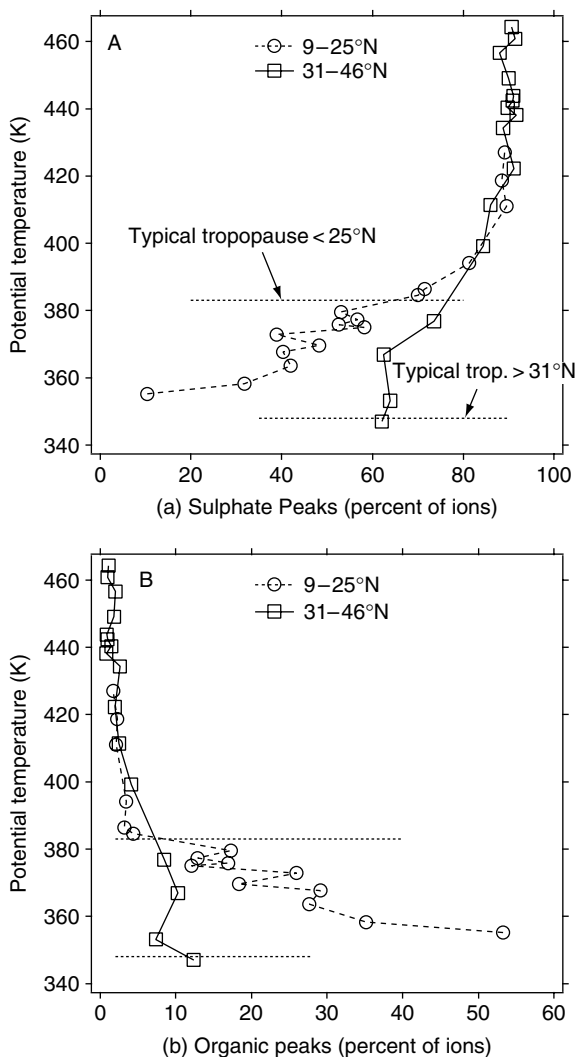 A
9–25°N
31–46°N
460
440
420
400
380
360
340
Potential temperature (K)
Typical tropopause < 25°N
Typical trop. > 31°N
0 20 40 60 80 100
(a) Sulphate Peaks (percent of ions)
B
9–25°N
31–46°N
460
440
420
400
380
360
340
Potential temperature (K)
0 10 20 30 40 50 60
(b) Organic peaks (percent of ions)